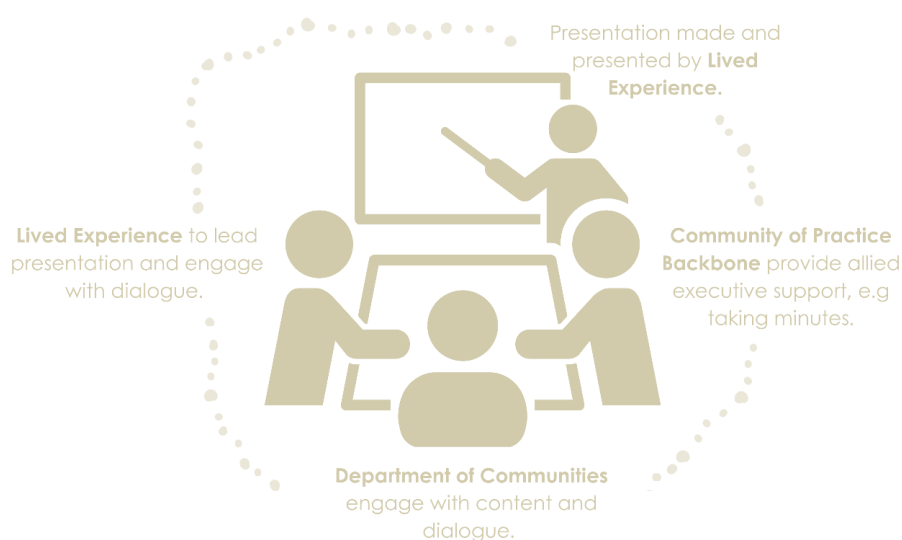 Presentation made and
presented by Lived
Experience.
Lived Experience to lead
presentation and engage
with dialogue.
Community of Practice
Backbone provide allied
executive support, e.g
taking minutes.
Department of Communities
engage with content and
dialogue.